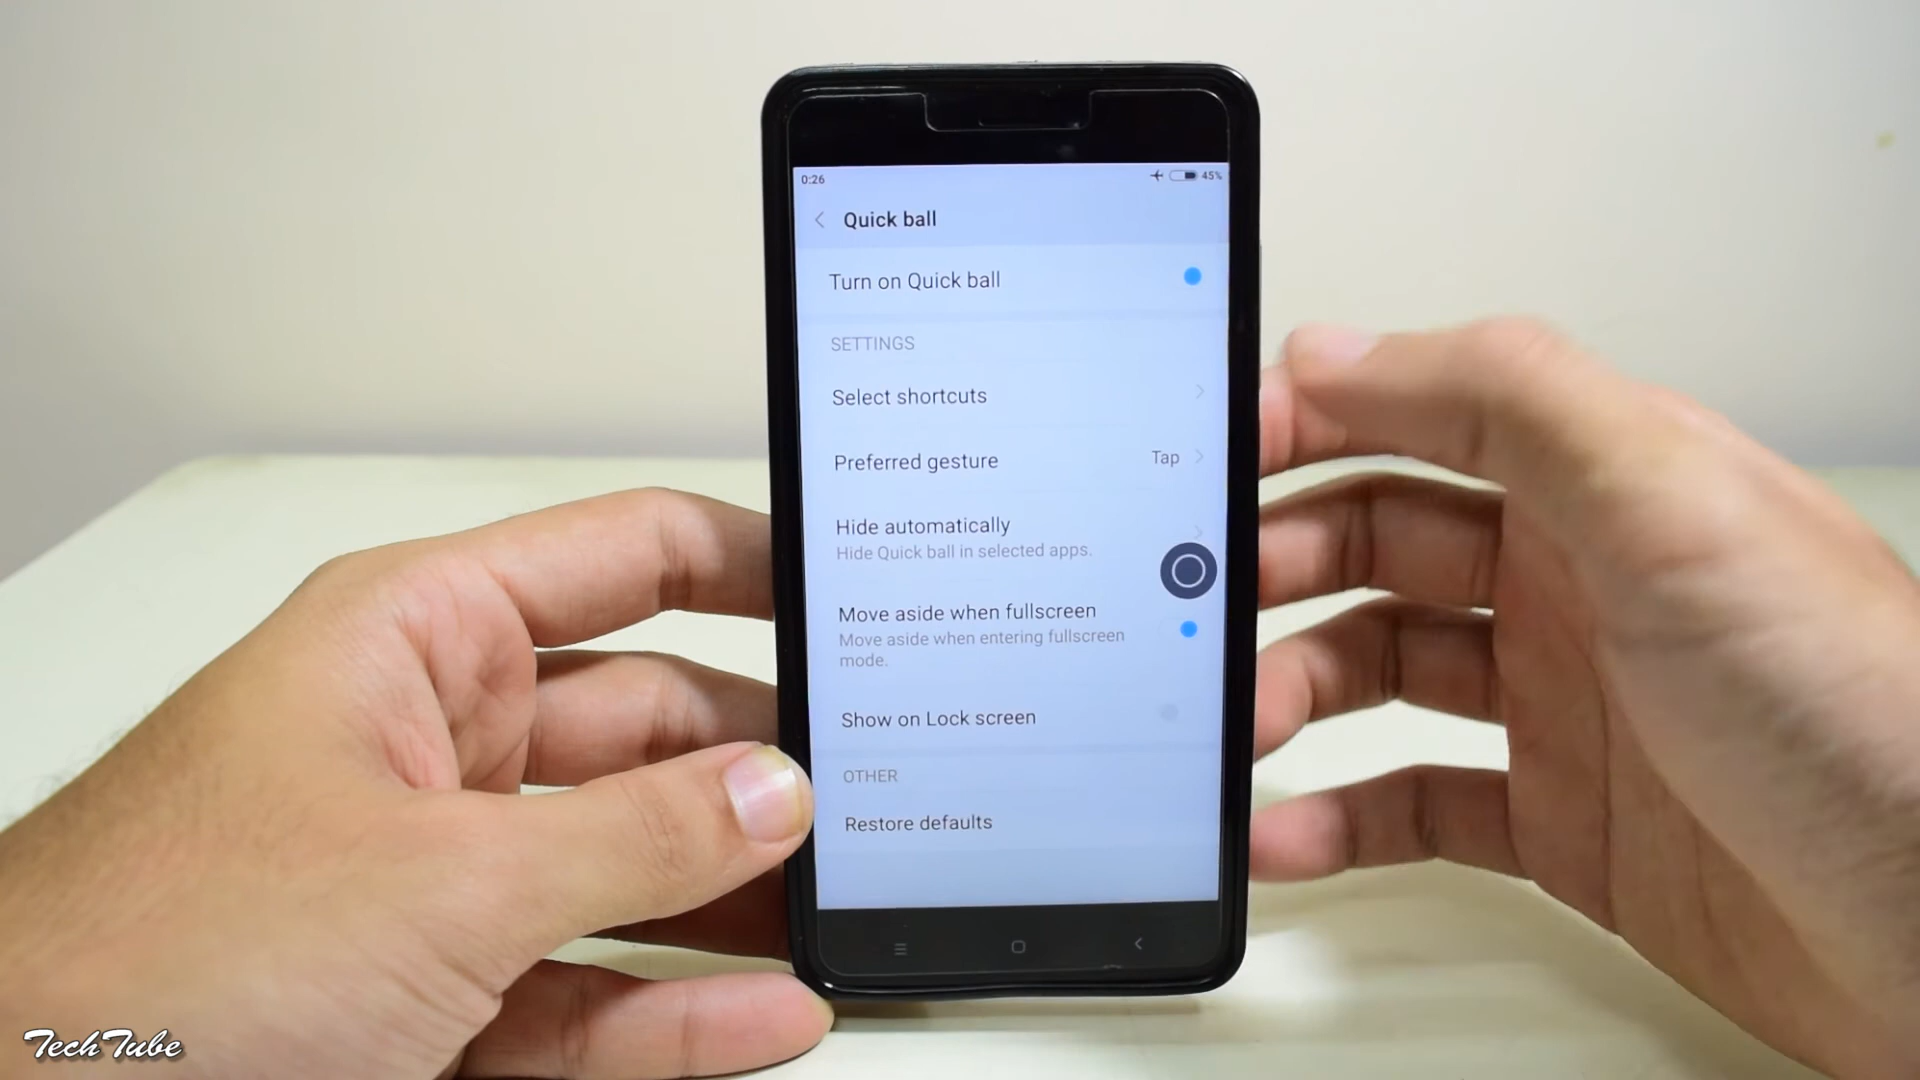 0:26
45%
Quick ball
Turn on Quick ball
SETTINGS
Select shortcuts
Preferred gesture
Tap
Hide automatically
Hide Quick ball in selected apps.
Move aside when fullscreen
Move aside when entering fullscreen
mode.
Show on Lock screen
OTHER
Restore defaults
TechTube